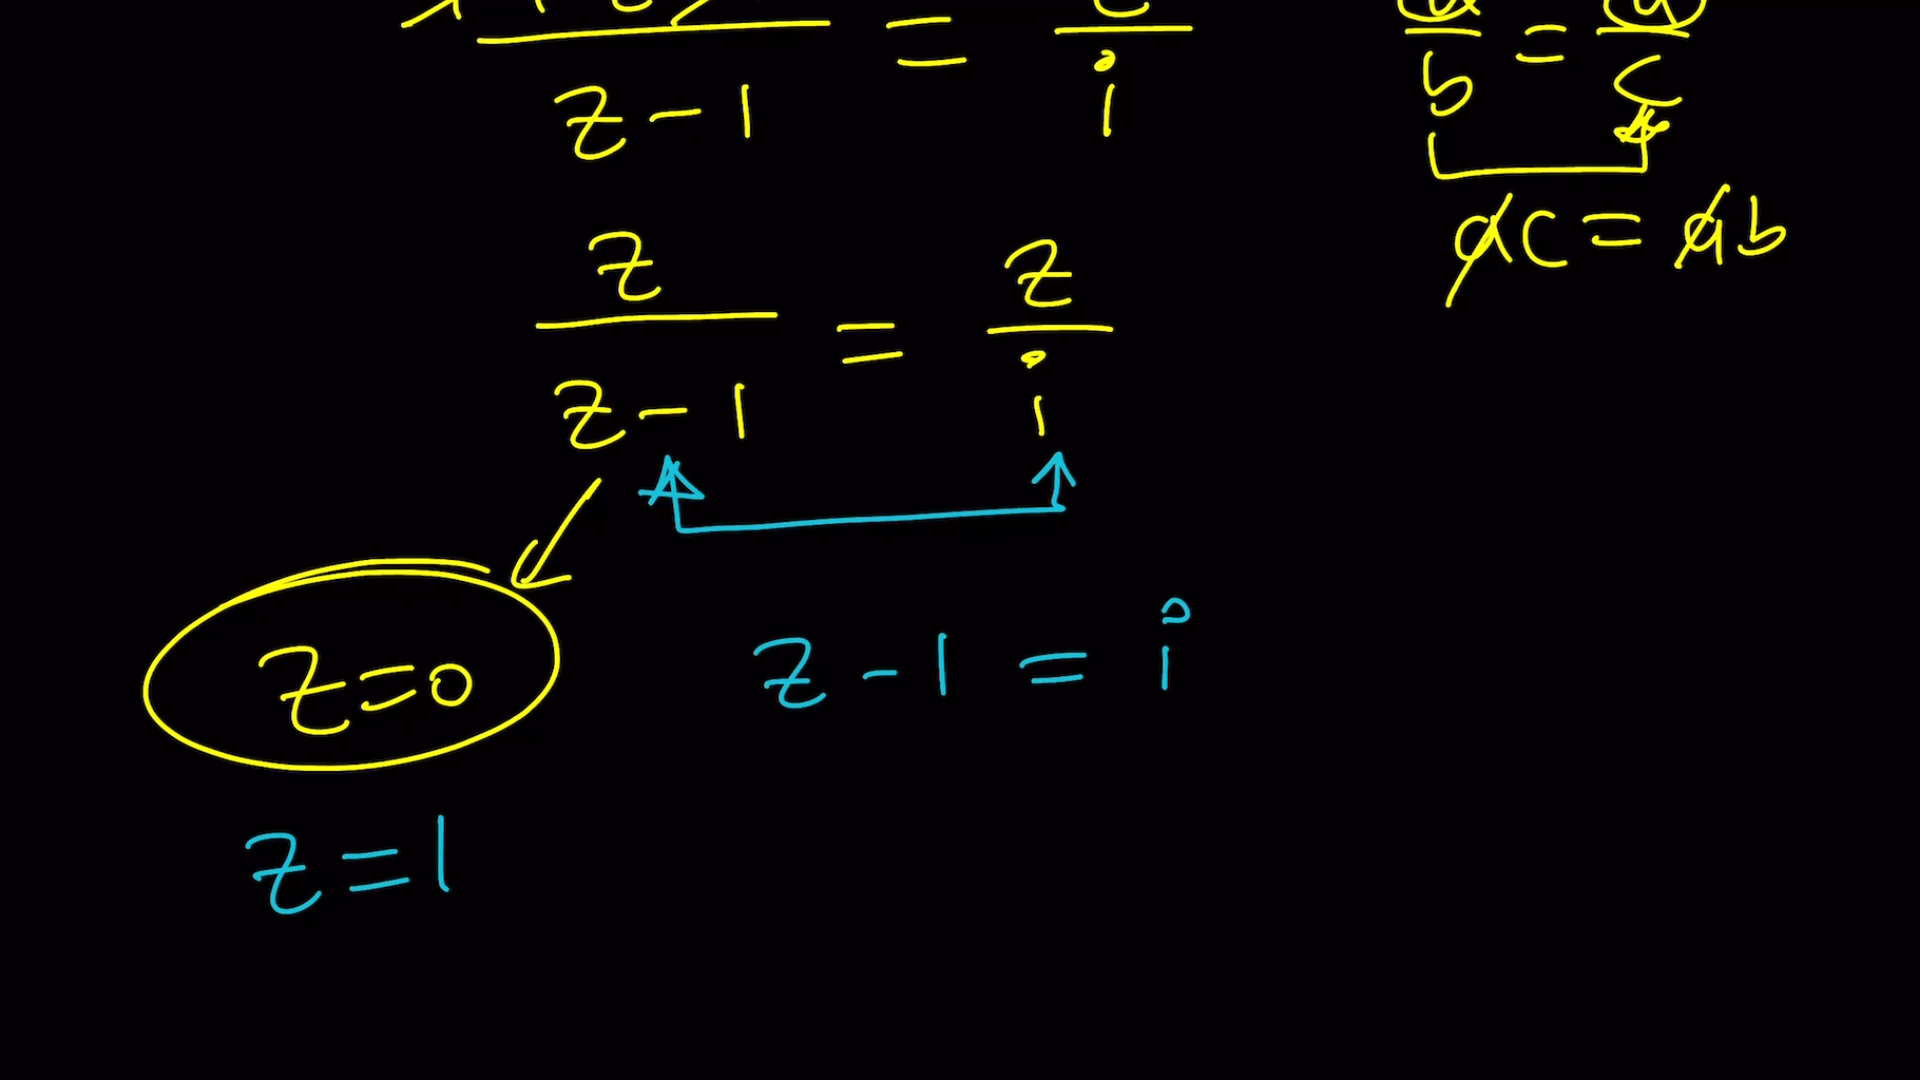 z - 1 = i
a/b = a/c
ac = ab
z/(z - 1) = z/i
z = 0
z - 1 = i
z = 1